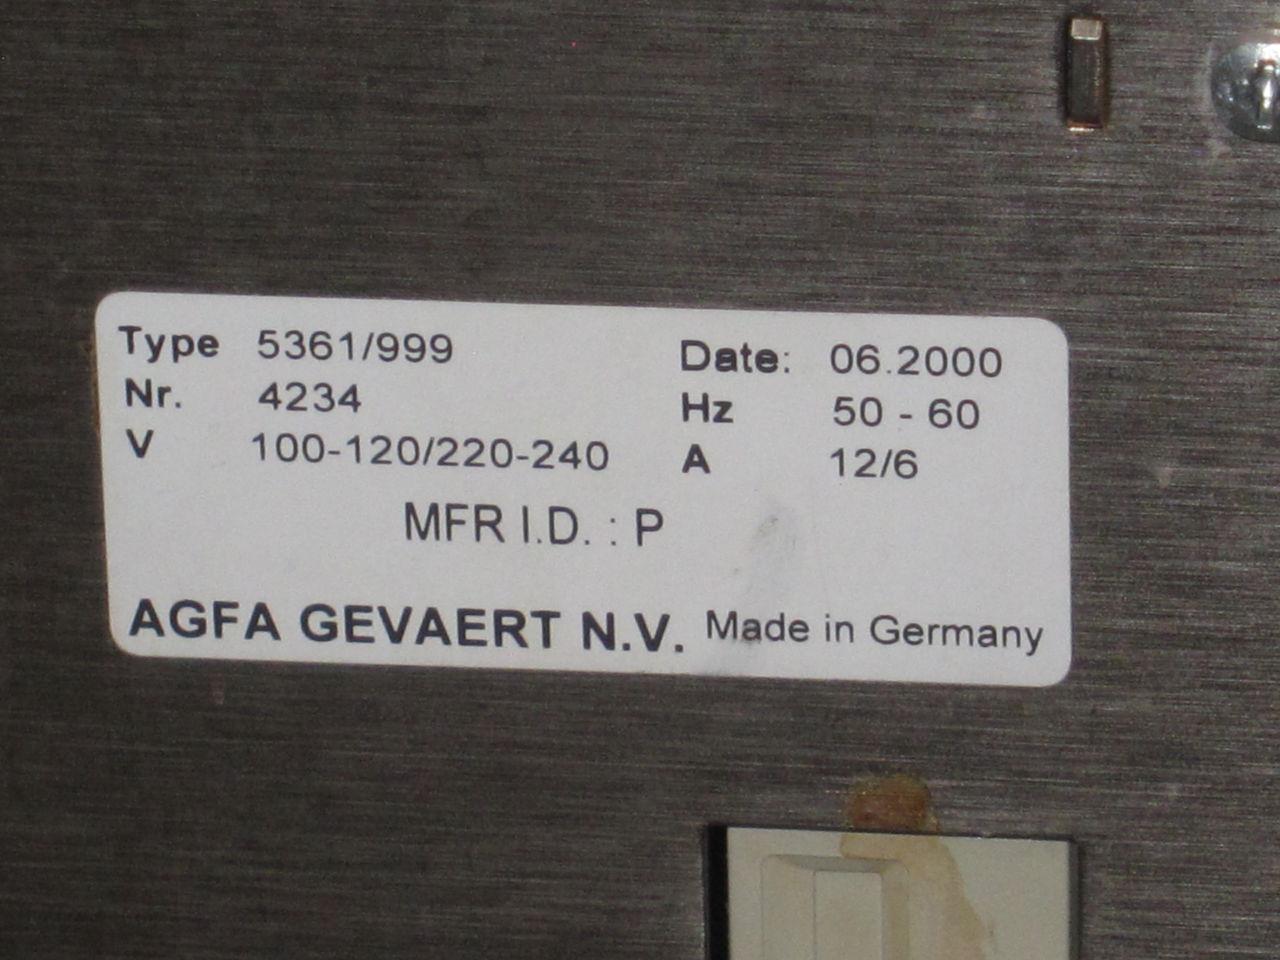 Type 5361/999 Date: 06.2000
Nr. 4234 Hz 50 - 60
V 100-120/220-240 A 12/6
MFR I.D. : P
AGFA GEVAERT N.V. Made in Germany